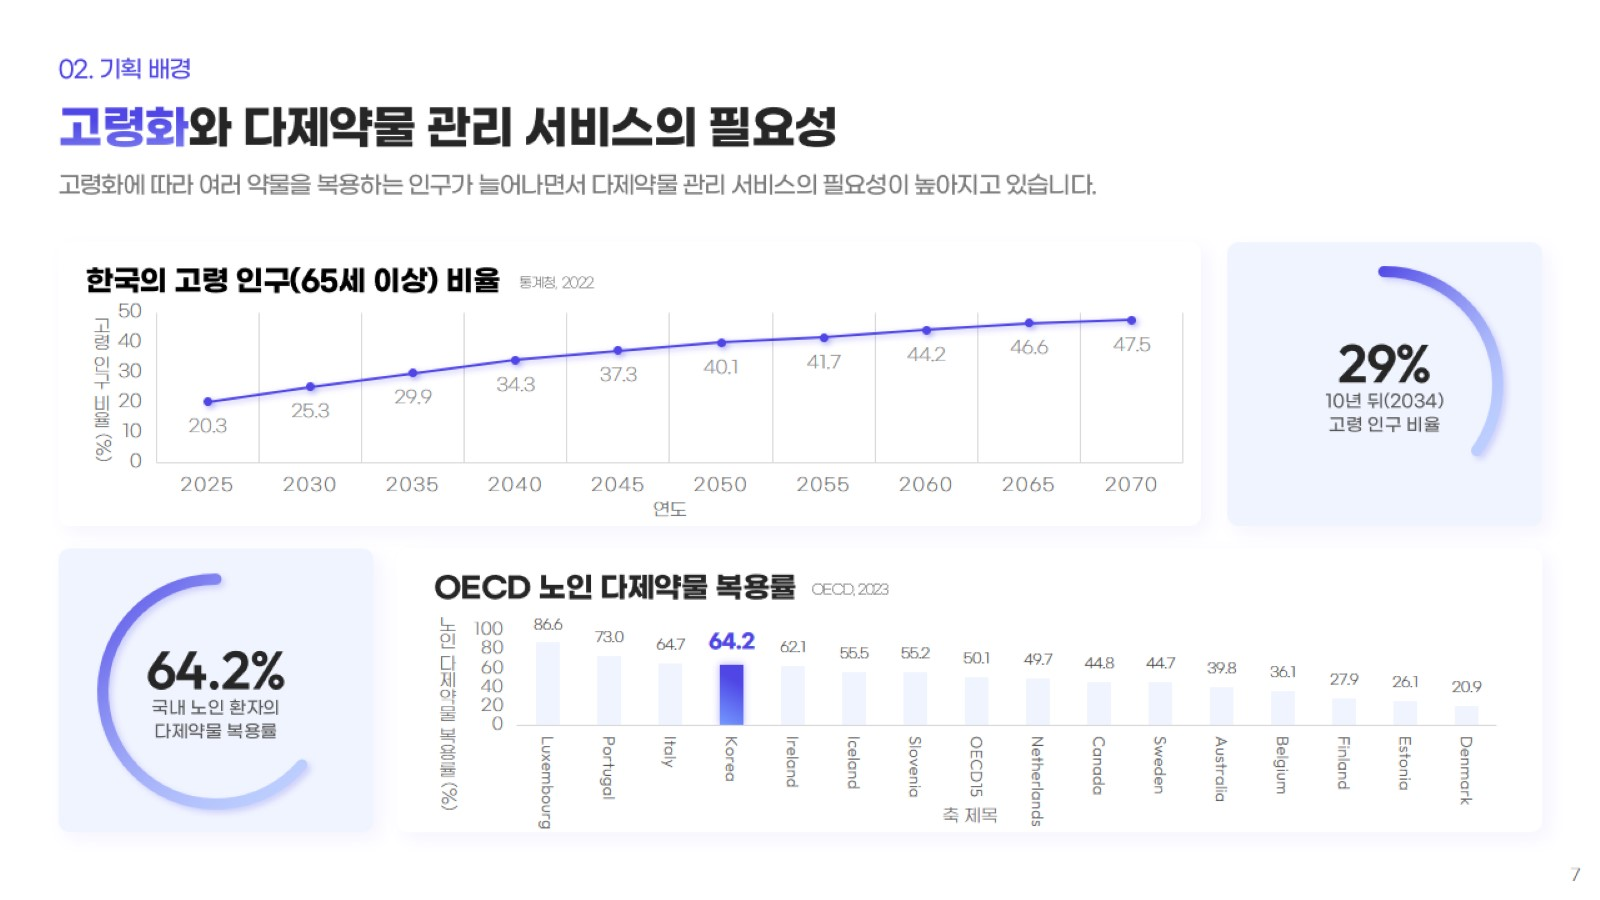 02. 기획 배경
고령화와 다제약물 관리 서비스의 필요성
고령화에 따라 여러 약물을 복용하는 인구가 늘어나면서 다제약물 관리 서비스의 필요성이 높아지고 있습니다.
한국의 고령 인구(65세 이상) 비율 통계청, 2022
고령 인구 비율 (%)
50
40
30
20
10
0
20.3 25.3 29.9 34.3 37.3 40.1 41.7 44.2 46.6 47.5
2025 2030 2035 2040 2045 2050 2055 2060 2065 2070
연도
29%
10년 뒤(2034)
고령 인구 비율
64.2%
국내 노인 환자의
다제약물 복용률
OECD 노인 다제약물 복용률 OECD, 2023
노인 다제약물 복용률 (%)
100
80
60
40
20
0
86.6 73.0 64.7 64.2 62.1 55.5 55.2 50.1 49.7 44.8 44.7 39.8 36.1 27.9 26.1 20.9
Luxembourg Portugal Italy Korea Ireland Iceland Slovenia OECD15 Netherlands Canada Sweden Australia Belgium Finland Estonia Denmark
축 제목
7